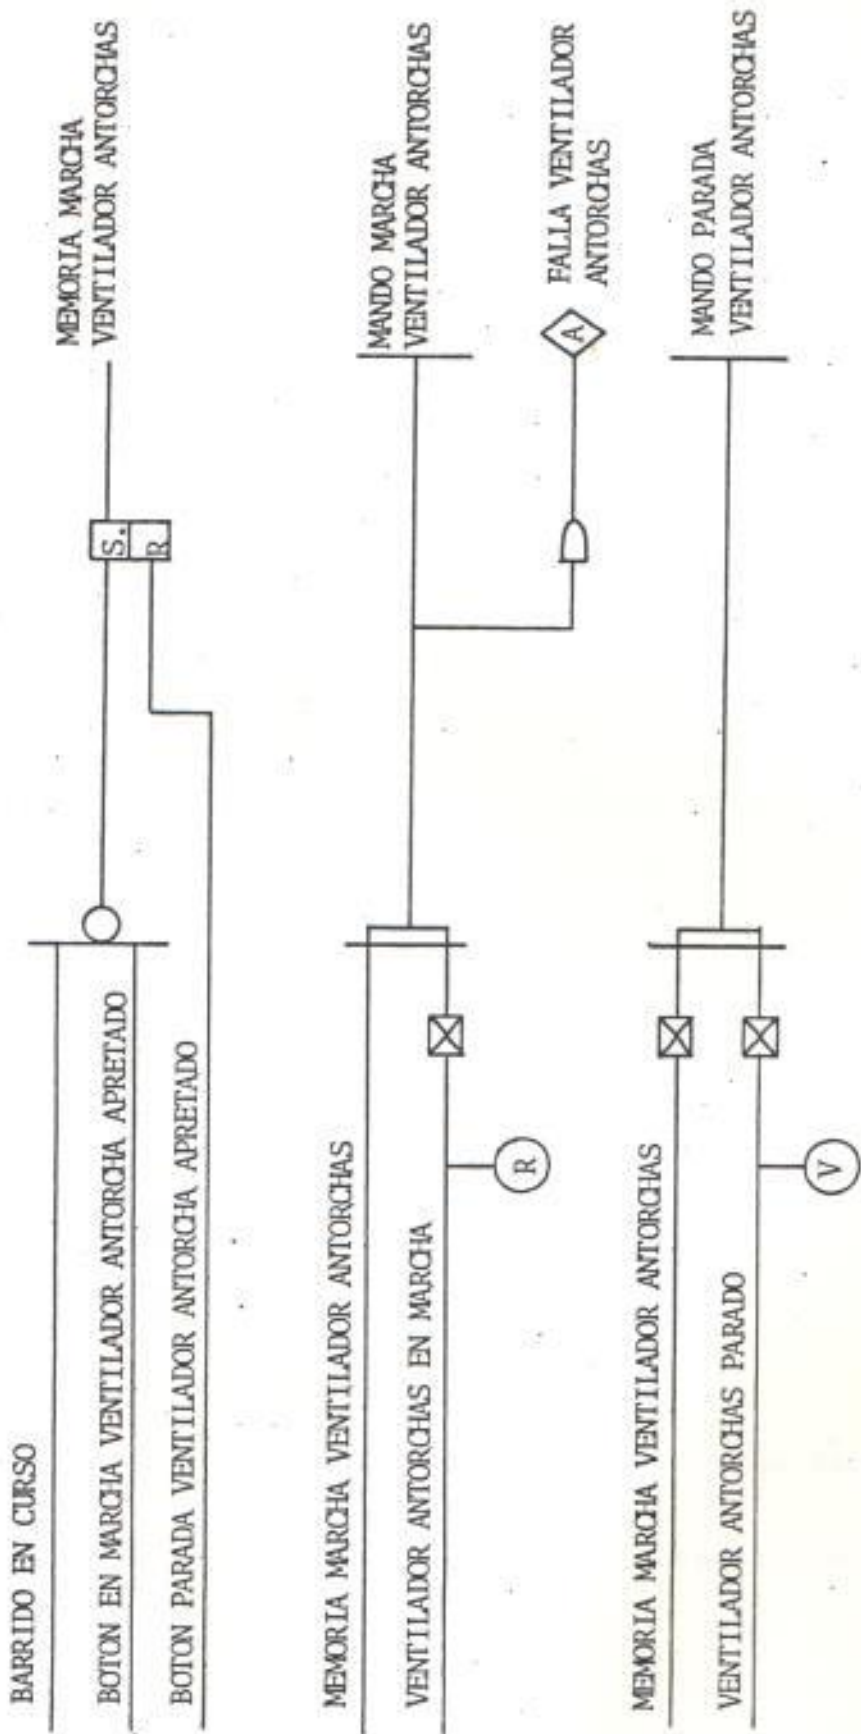 BARRIDO EN CURSO
BOTON EN MARCHA VENTILADOR ANTORCHA APRETADO
BOTON PARADA VENTILADOR ANTORCHA APRETADO
S.
R
MEMORIA MARCHA
VENTILADOR ANTORCHAS
MEMORIA MARCHA VENTILADOR ANTORCHAS
VENTILADOR ANTORCHAS EN MARCHA
R
MANDO MARCHA
VENTILADOR ANTORCHAS
A
FALLA VENTILADOR
ANTORCHAS
MEMORIA MARCHA VENTILADOR ANTORCHAS
VENTILADOR ANTORCHAS PARADO
V
MANDO PARADA
VENTILADOR ANTORCHAS